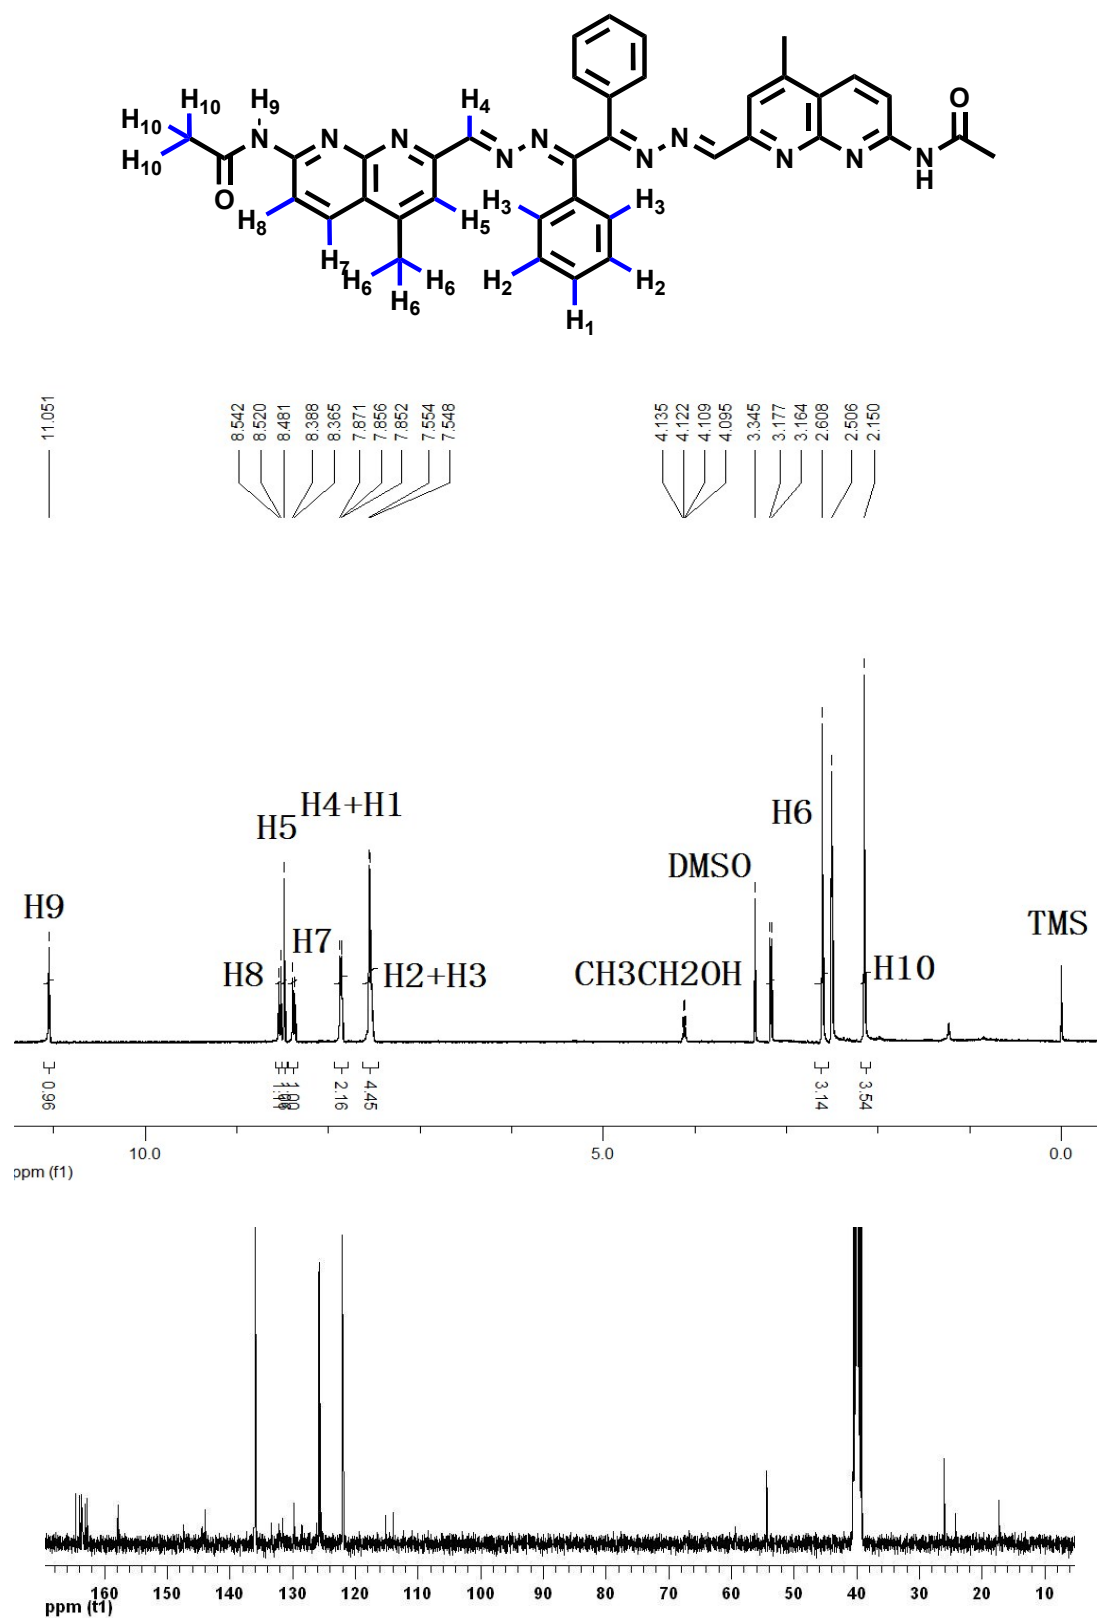 O
H10
H9
H4
H10
N
N
N
N
N
N
N
N
N
N
H10
O
H8
H7
H6
H6
H6
H5
H3
H3
H2
H2
H1
H
11.051
8.542
8.520
8.481
8.388
8.365
7.871
7.856
7.852
7.554
7.548
4.135
4.122
4.109
4.095
3.345
3.177
3.164
2.608
2.506
2.150
H4+H1
H6
H5
DMSO
H9
TMS
H7
H8
H2+H3
CH3CH2OH
H10
0.96
1.00
2.16
4.45
3.14
3.54
10.0
5.0
0.0
ppm (f1)
160 150 140 130 120 110 100 90 80 70 60 50 40 30 20 10
ppm (t1)